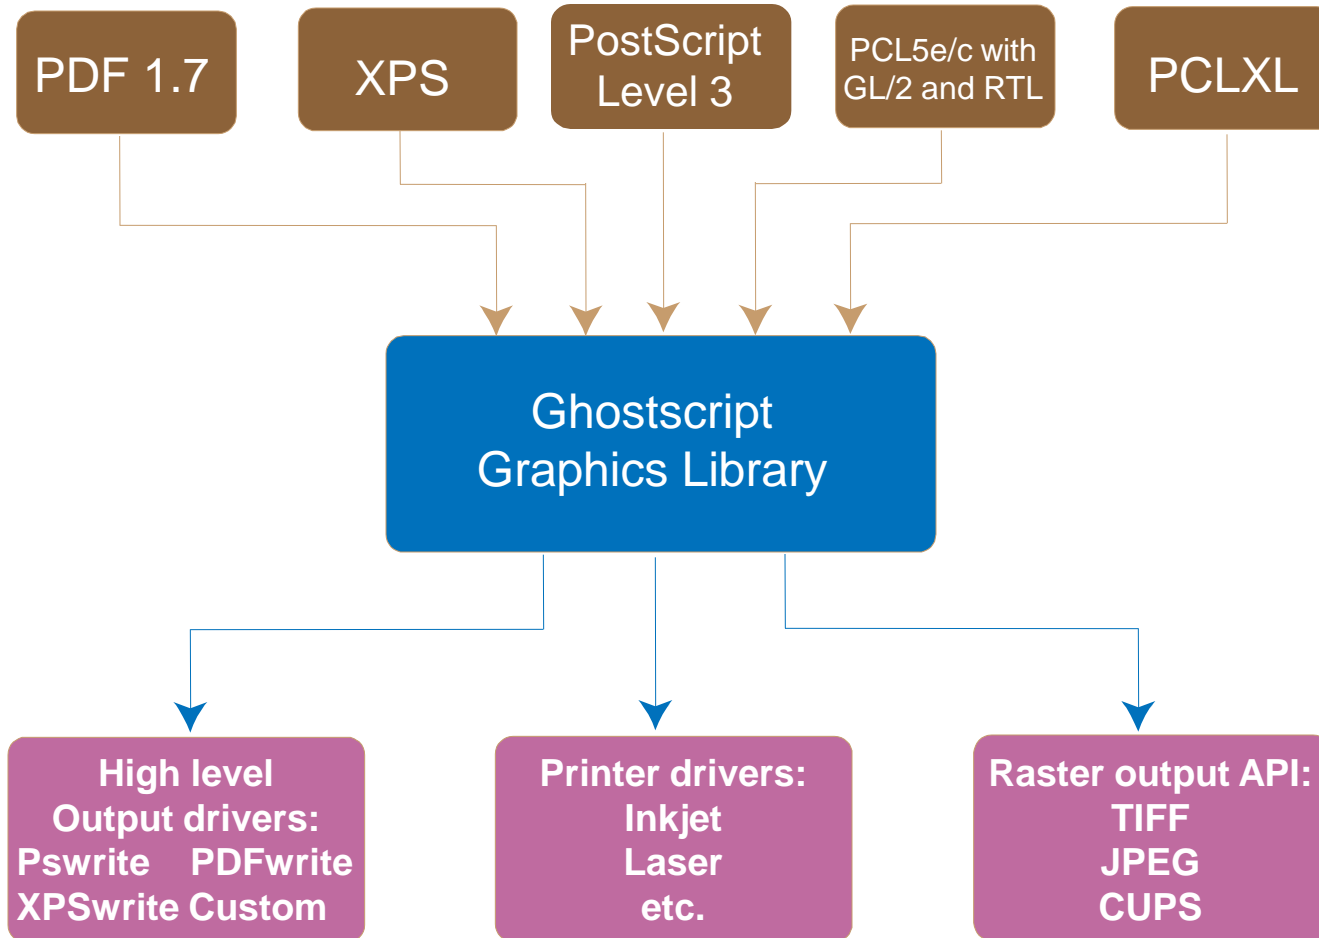 PDF 1.7
XPS
PostScript
Level 3
PCL5e/c with
GL/2 and RTL
PCLXL
Ghostscript
Graphics Library
High level
Output drivers:
Pswrite PDFwrite
XPSwrite Custom
Printer drivers:
Inkjet
Laser
etc.
Raster output API:
TIFF
JPEG
CUPS